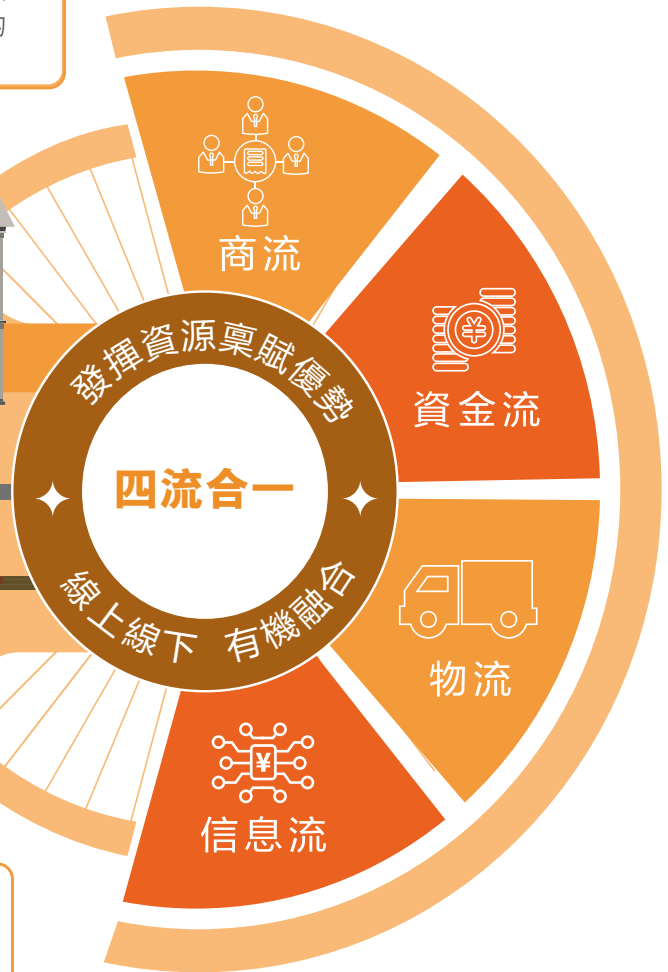 的
商流
資金流
發揮資源稟賦優勢
四流合一
線上線下 有機融合
物流
¥
信息流